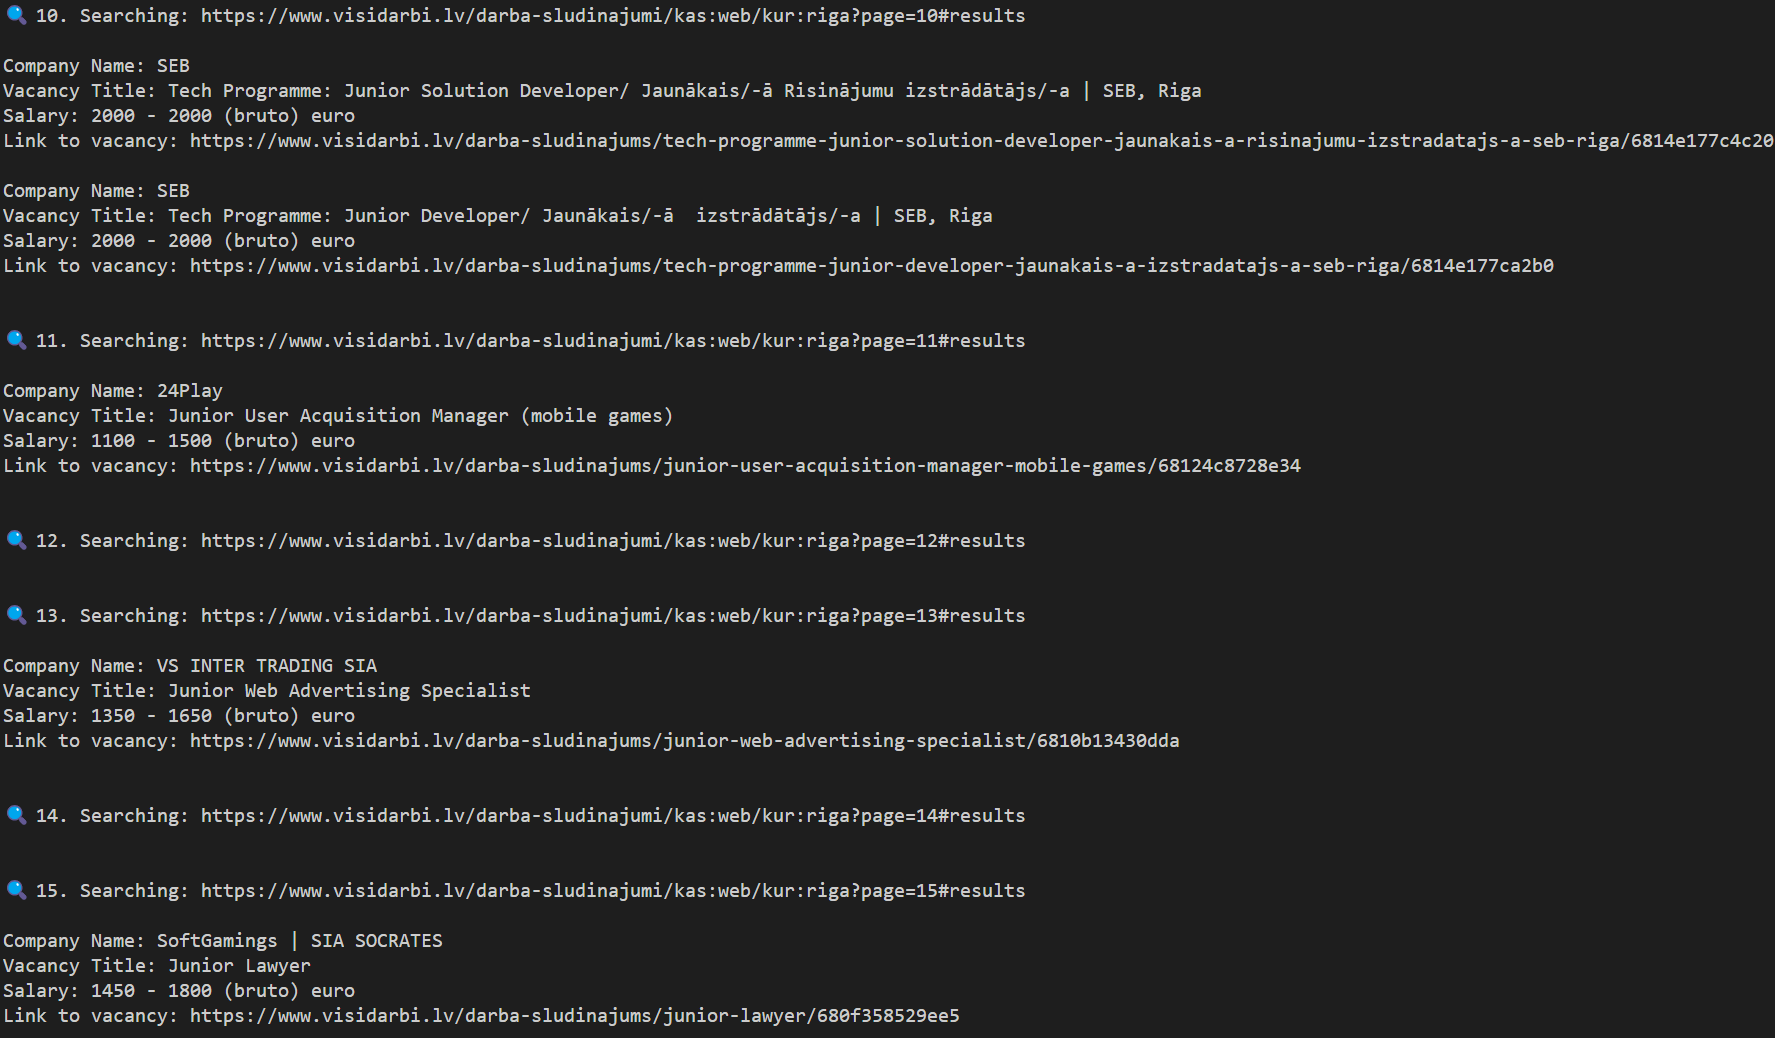 🔍 10. Searching: https://www.visidarbi.lv/darba-sludinajumi/kas:web/kur:riga?page=10#results
Company Name: SEB
Vacancy Title: Tech Programme: Junior Solution Developer/ Jaunākais/-ā Risinājumu izstrādātājs/-a | SEB, Riga
Salary: 2000 - 2000 (bruto) euro
Link to vacancy: https://www.visidarbi.lv/darba-sludinajums/tech-programme-junior-solution-developer-jaunakais-a-risinajumu-izstradatajs-a-seb-riga/6814e177c4c20
Company Name: SEB
Vacancy Title: Tech Programme: Junior Developer/ Jaunākais/-ā  izstrādātājs/-a | SEB, Riga
Salary: 2000 - 2000 (bruto) euro
Link to vacancy: https://www.visidarbi.lv/darba-sludinajums/tech-programme-junior-developer-jaunakais-a-izstradatajs-a-seb-riga/6814e177ca2b0
🔍 11. Searching: https://www.visidarbi.lv/darba-sludinajumi/kas:web/kur:riga?page=11#results
Company Name: 24Play
Vacancy Title: Junior User Acquisition Manager (mobile games)
Salary: 1100 - 1500 (bruto) euro
Link to vacancy: https://www.visidarbi.lv/darba-sludinajums/junior-user-acquisition-manager-mobile-games/68124c8728e34
🔍 12. Searching: https://www.visidarbi.lv/darba-sludinajumi/kas:web/kur:riga?page=12#results
🔍 13. Searching: https://www.visidarbi.lv/darba-sludinajumi/kas:web/kur:riga?page=13#results
Company Name: VS INTER TRADING SIA
Vacancy Title: Junior Web Advertising Specialist
Salary: 1350 - 1650 (bruto) euro
Link to vacancy: https://www.visidarbi.lv/darba-sludinajums/junior-web-advertising-specialist/6810b13430dda
🔍 14. Searching: https://www.visidarbi.lv/darba-sludinajumi/kas:web/kur:riga?page=14#results
🔍 15. Searching: https://www.visidarbi.lv/darba-sludinajumi/kas:web/kur:riga?page=15#results
Company Name: SoftGamings | SIA SOCRATES
Vacancy Title: Junior Lawyer
Salary: 1450 - 1800 (bruto) euro
Link to vacancy: https://www.visidarbi.lv/darba-sludinajums/junior-lawyer/680f358529ee5